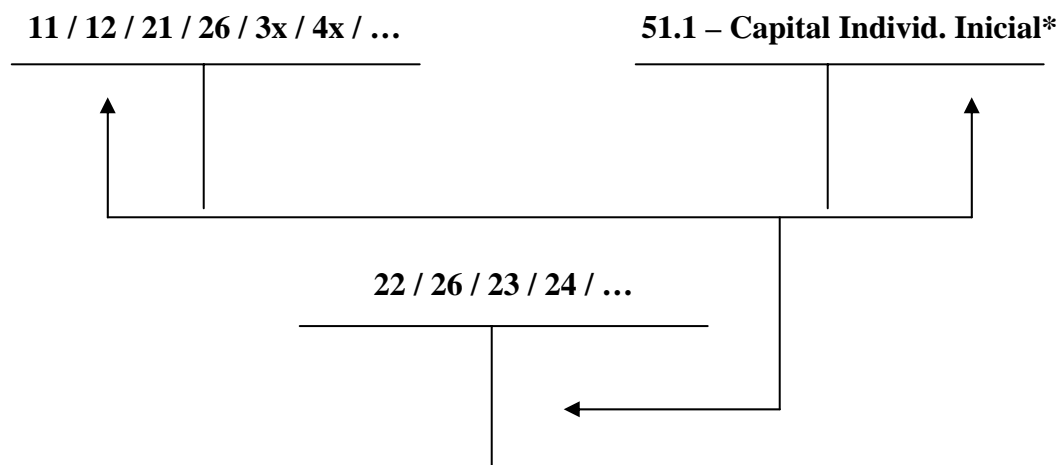 11 / 12 / 21 / 26 / 3x / 4x / …
51.1 – Capital Individ. Inicial*
22 / 26 / 23 / 24 / …